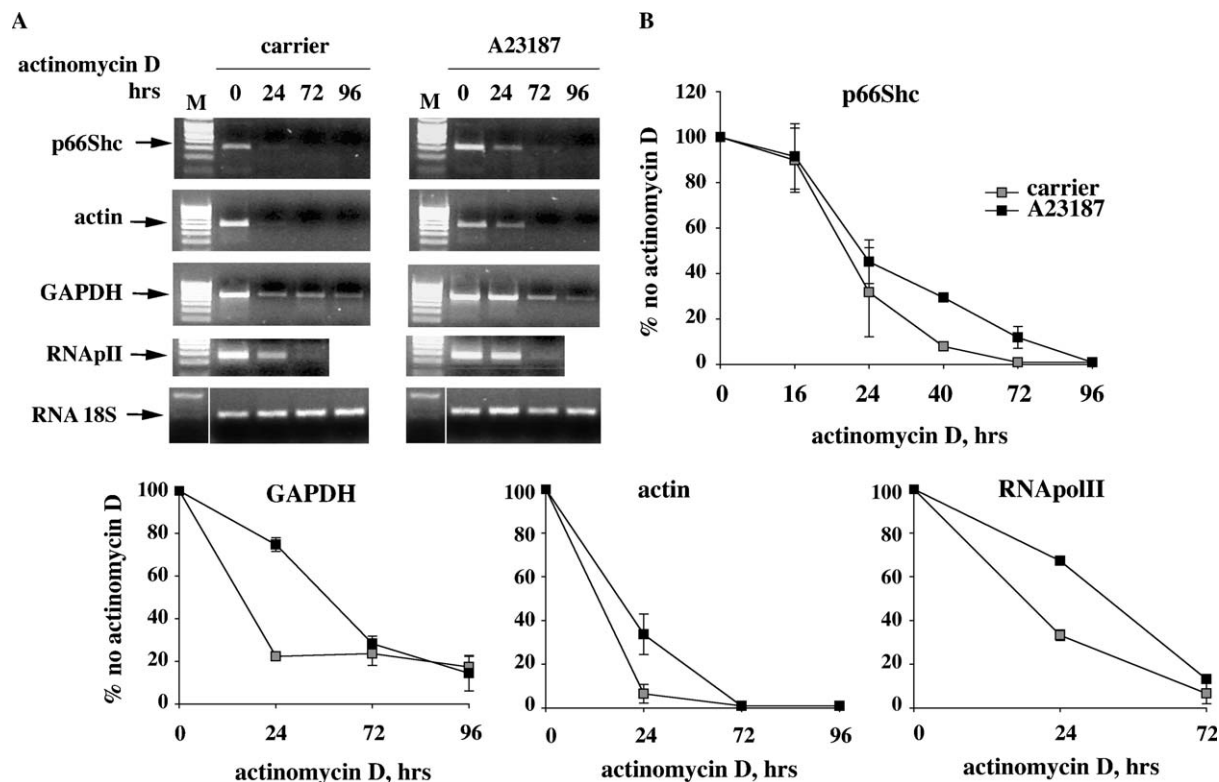 A
carrier A23187
actinomycin D
hrs M 0 24 72 96 M 0 24 72 96
p66Shc
actin
GAPDH
RNApII
RNA 18S
B
p66Shc
% no actinomycin D
120
100
80
60
40
20
0
carrier
A23187
0 16 24 40 72 96
actinomycin D, hrs
GAPDH
% no actinomycin D
100
80
60
40
20
0
0 24 72 96
actinomycin D, hrs
actin
100
80
60
40
20
0
0 24 72 96
actinomycin D, hrs
RNApolII
100
80
60
40
20
0
0 24 72
actinomycin D, hrs